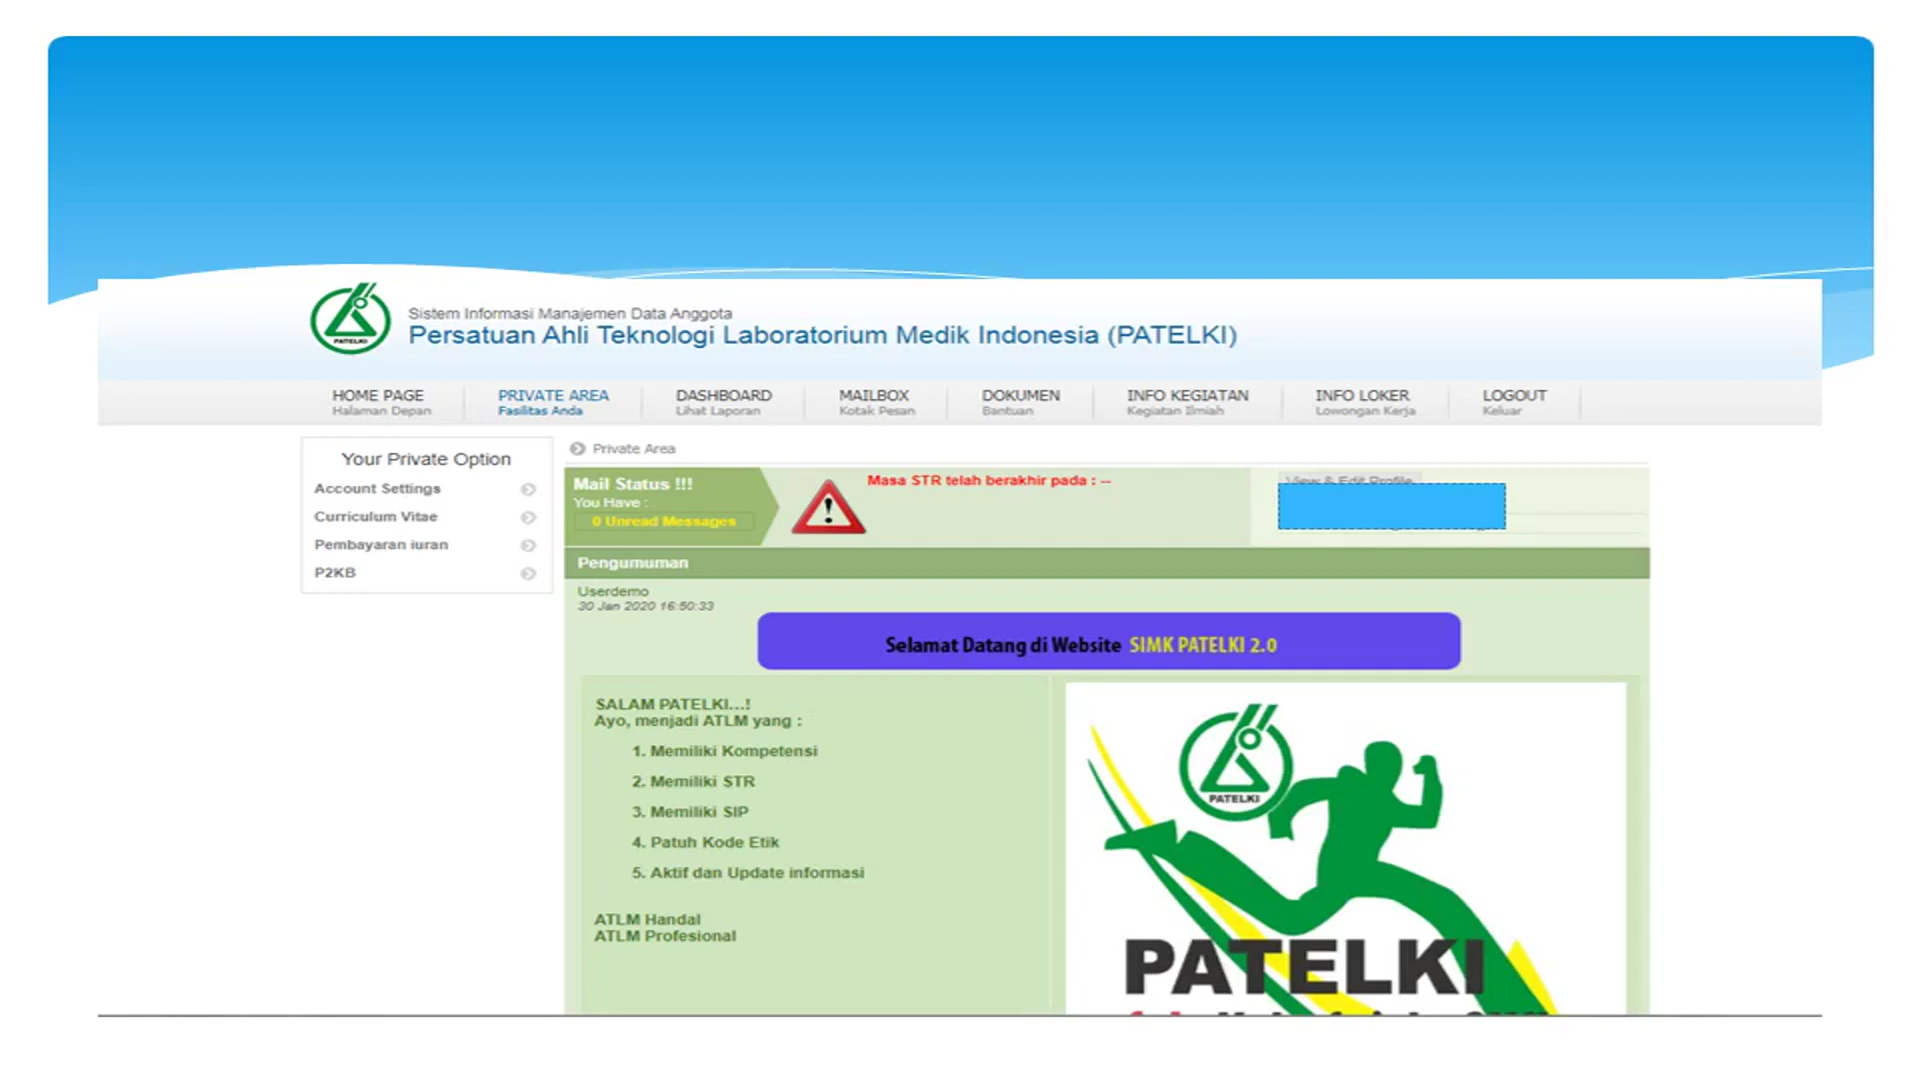 PATELKI
Sistem Informasi Manajemen Data Anggota
Persatuan Ahli Teknologi Laboratorium Medik Indonesia (PATELKI)
HOME PAGE
Halaman Depan
PRIVATE AREA
Fasilitas Anda
DASHBOARD
Lihat Laporan
MAILBOX
Kotak Pesan
DOKUMEN
Bantuan
INFO KEGIATAN
Kegiatan Ilmiah
INFO LOKER
Lowongan Kerja
LOGOUT
Keluar
Your Private Option
Account Settings
Curriculum Vitae
Pembayaran iuran
P2KB
Private Area
Mail Status !!!
You Have :
0 Unread Messages
Masa STR telah berakhir pada : --
View & Edit Profile
Pengumuman
Userdemo
30 Jan 2020 16:50:33
Selamat Datang di Website SIMK PATELKI 2.0
SALAM PATELKI...!
Ayo, menjadi ATLM yang :
1. Memiliki Kompetensi
2. Memiliki STR
3. Memiliki SIP
4. Patuh Kode Etik
5. Aktif dan Update informasi
ATLM Handal
ATLM Profesional
PATELKI
PATELKI